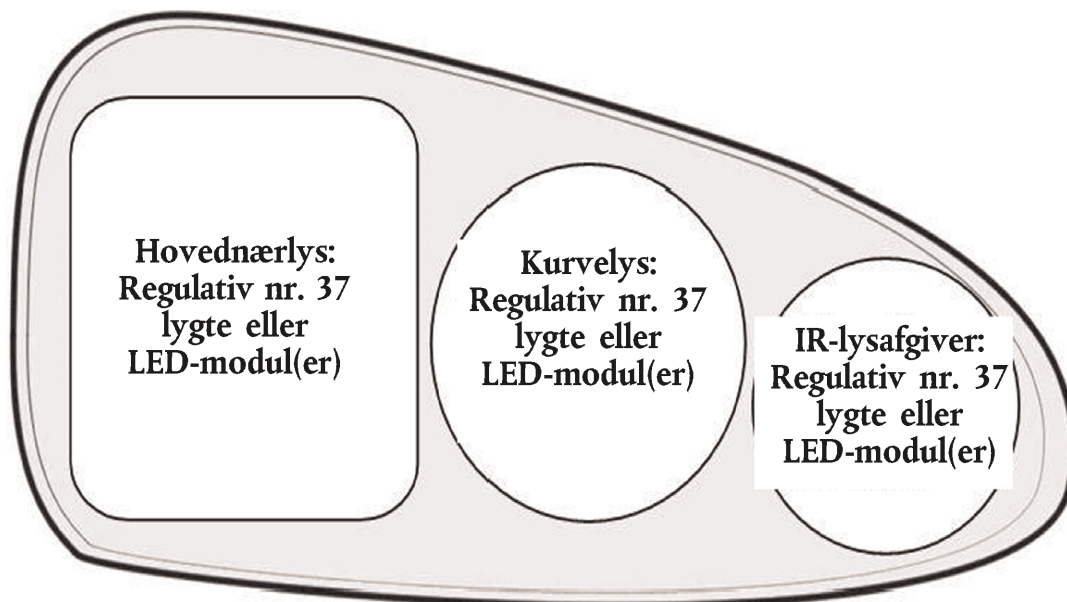 Hovednærlys:
Regulativ nr. 37
lygte eller
LED-modul(er)
Kurvelys:
Regulativ nr. 37
lygte eller
LED-modul(er)
IR-lysafgiver:
Regulativ nr. 37
lygte eller
LED-modul(er)